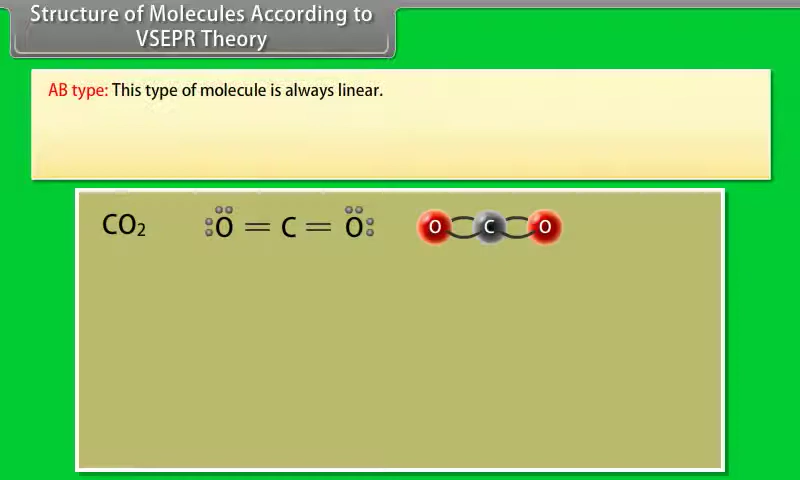 Structure of Molecules According to
VSEPR Theory
AB type: This type of molecule is always linear.
CO₂ :O = C = O: O C O